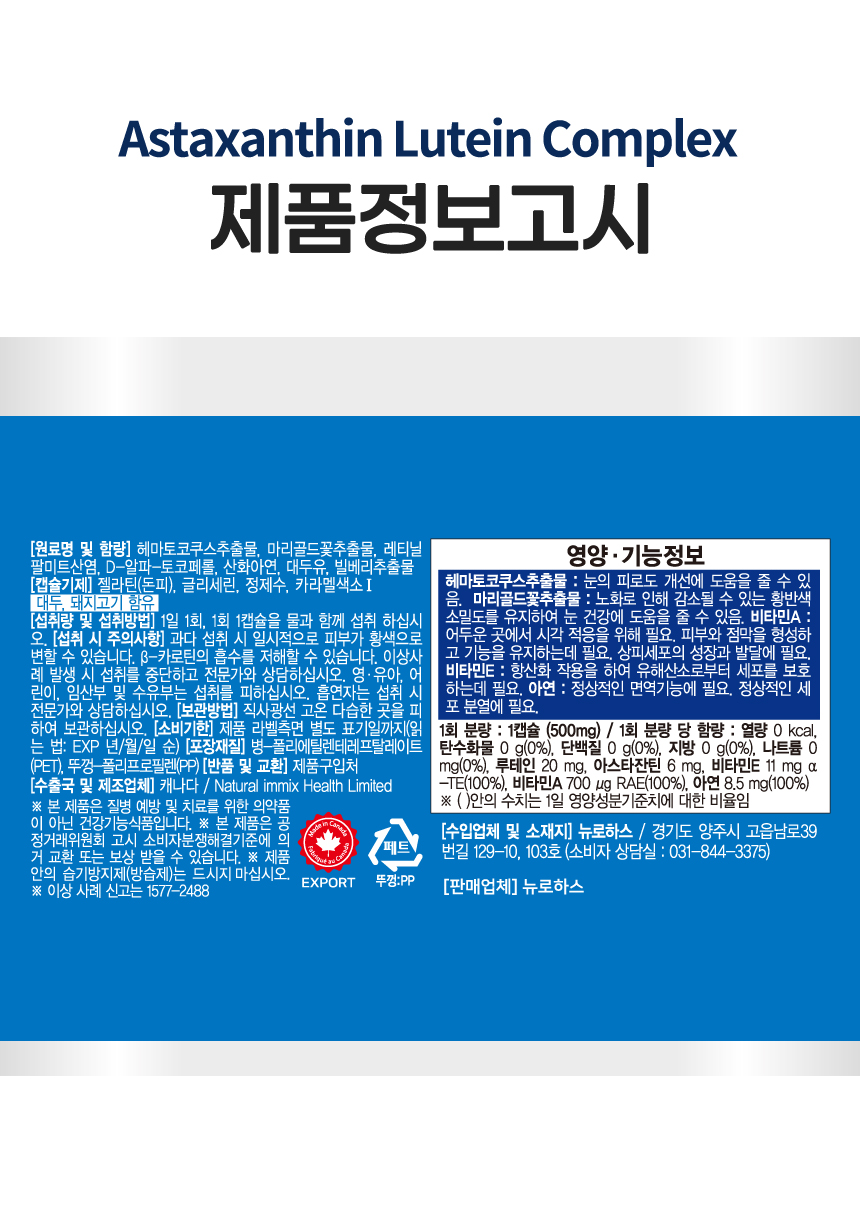 Astaxanthin Lutein Complex
제품정보고시
[원료명 및 함량] 헤마토코쿠스추출물, 마리골드꽃추출물, 레티닐
팔미트산염, D-알파-토코페롤, 산화아연, 대두유, 빌베리추출물
[캡슐기제] 젤라틴(돈피), 글리세린, 정제수, 카라멜색소Ⅰ
대두, 돼지고기 함유
[섭취량 및 섭취방법] 1일 1회, 1회 1캡슐을 물과 함께 섭취 하십시
오. [섭취 시 주의사항] 과다 섭취 시 일시적으로 피부가 황색으로
변할 수 있습니다. β-카로틴의 흡수를 저해할 수 있습니다. 이상사
례 발생 시 섭취를 중단하고 전문가와 상담하십시오. 영·유아, 어
린이, 임산부 및 수유부는 섭취를 피하십시오. 흡연자는 섭취 시
전문가와 상담하십시오. [보관방법] 직사광선 고온 다습한 곳을 피
하여 보관하십시오. [소비기한] 제품 라벨측면 별도 표기일까지(읽
는 법: EXP 년/월/일 순) [포장재질] 병-폴리에틸렌테레프탈레이트
(PET), 뚜껑-폴리프로필렌(PP) [반품 및 교환] 제품구입처
[수출국 및 제조업체] 캐나다 / Natural immix Health Limited
※ 본 제품은 질병 예방 및 치료를 위한 의약품
이 아닌 건강기능식품입니다. ※ 본 제품은 공
정거래위원회 고시 소비자분쟁해결기준에 의
거 교환 또는 보상 받을 수 있습니다. ※ 제품
안의 습기방지제(방습제)는 드시지 마십시오.
※ 이상 사례 신고는 1577-2488
Made in Canada
Fabriqué au Canada
EXPORT
페트
뚜껑:PP
영양·기능정보
헤마토코쿠스추출물 : 눈의 피로도 개선에 도움을 줄 수 있
음. 마리골드꽃추출물 : 노화로 인해 감소될 수 있는 황반색
소밀도를 유지하여 눈 건강에 도움을 줄 수 있음. 비타민A :
어두운 곳에서 시각 적응을 위해 필요. 피부와 점막을 형성하
고 기능을 유지하는데 필요. 상피세포의 성장과 발달에 필요.
비타민E : 항산화 작용을 하여 유해산소로부터 세포를 보호
하는데 필요. 아연 : 정상적인 면역기능에 필요. 정상적인 세
포 분열에 필요.
1회 분량 : 1캡슐 (500mg) / 1회 분량 당 함량 : 열량 0 kcal,
탄수화물 0 g(0%), 단백질 0 g(0%), 지방 0 g(0%), 나트륨 0
mg(0%), 루테인 20 mg, 아스타잔틴 6 mg, 비타민E 11 mg α
-TE(100%), 비타민A 700 μg RAE(100%), 아연 8.5 mg(100%)
※ ( )안의 수치는 1일 영양성분기준치에 대한 비율임
[수입업체 및 소재지] 뉴로하스 / 경기도 양주시 고읍남로39
번길 129-10, 103호 (소비자 상담실 : 031-844-3375)
[판매업체] 뉴로하스